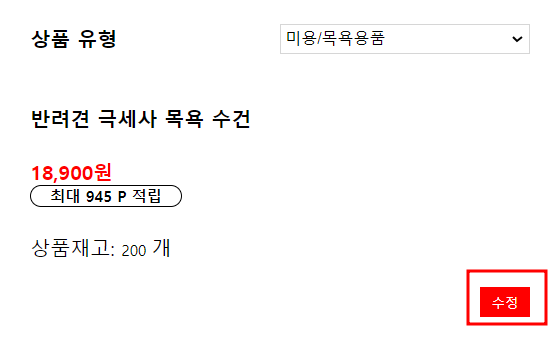 상품 유형
미용/목욕용품
반려견 극세사 목욕 수건
18,900원
최대 945 P 적립
상품재고: 200 개
수정